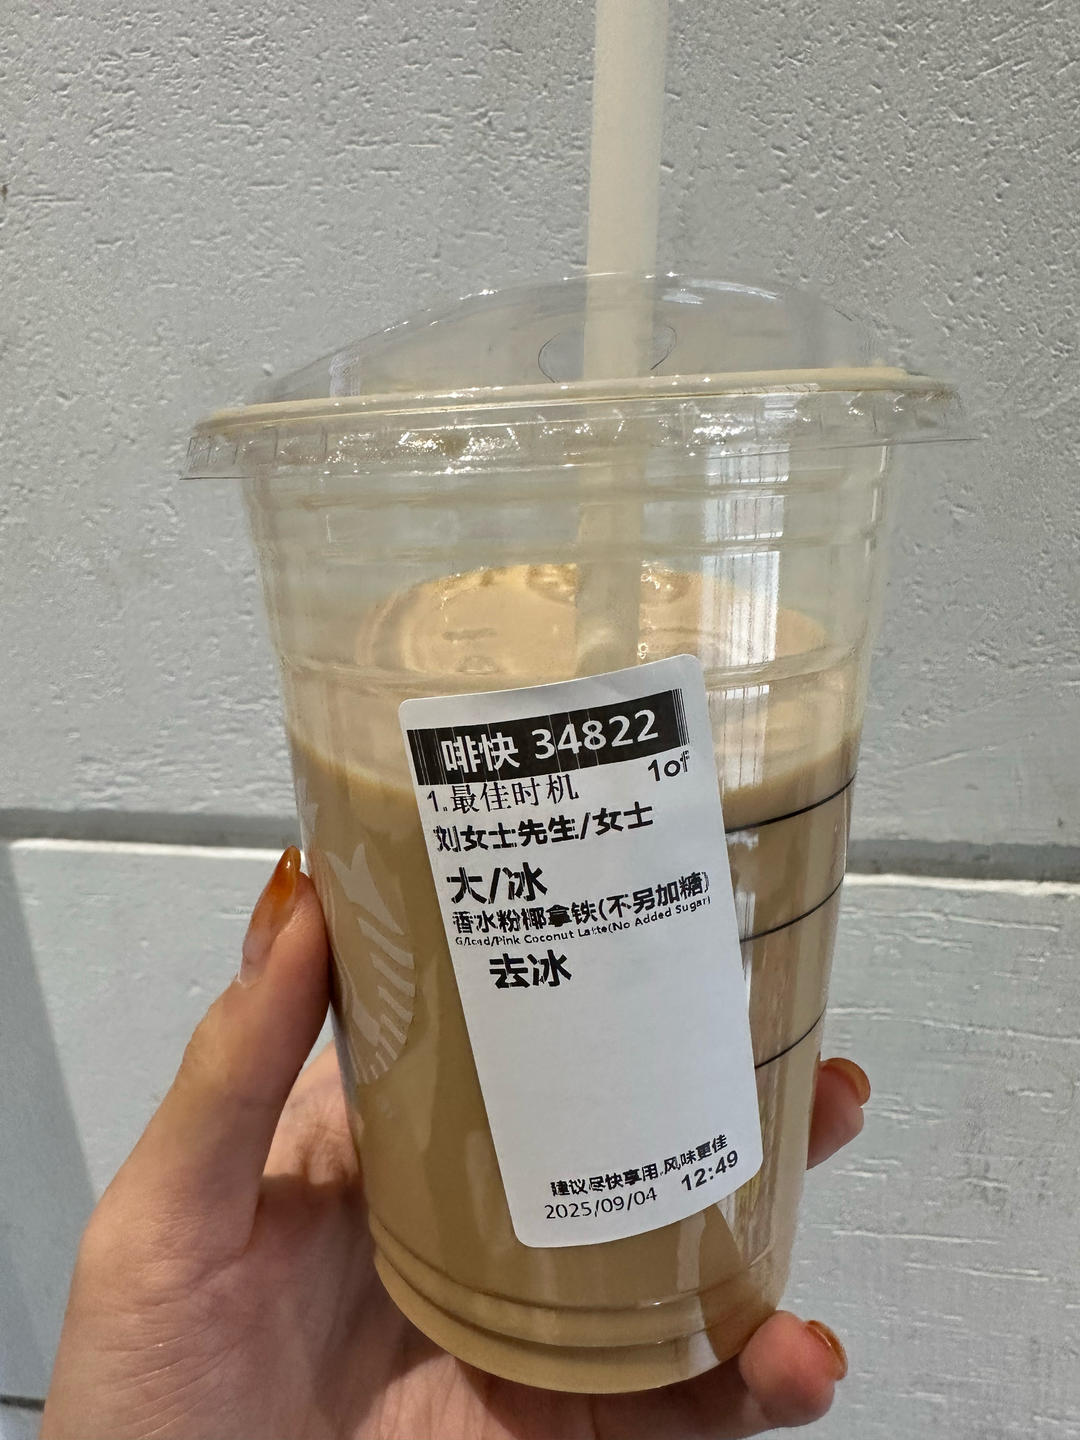 啡快 34822
1of
1.最佳时机
刘女士先生/女士
大/冰
香水粉椰拿铁(不另加糖)
G/Iced/Pink Coconut Latte(No Added Sugar)
去冰
建议尽快享用,风味更佳
2025/09/04 12:49